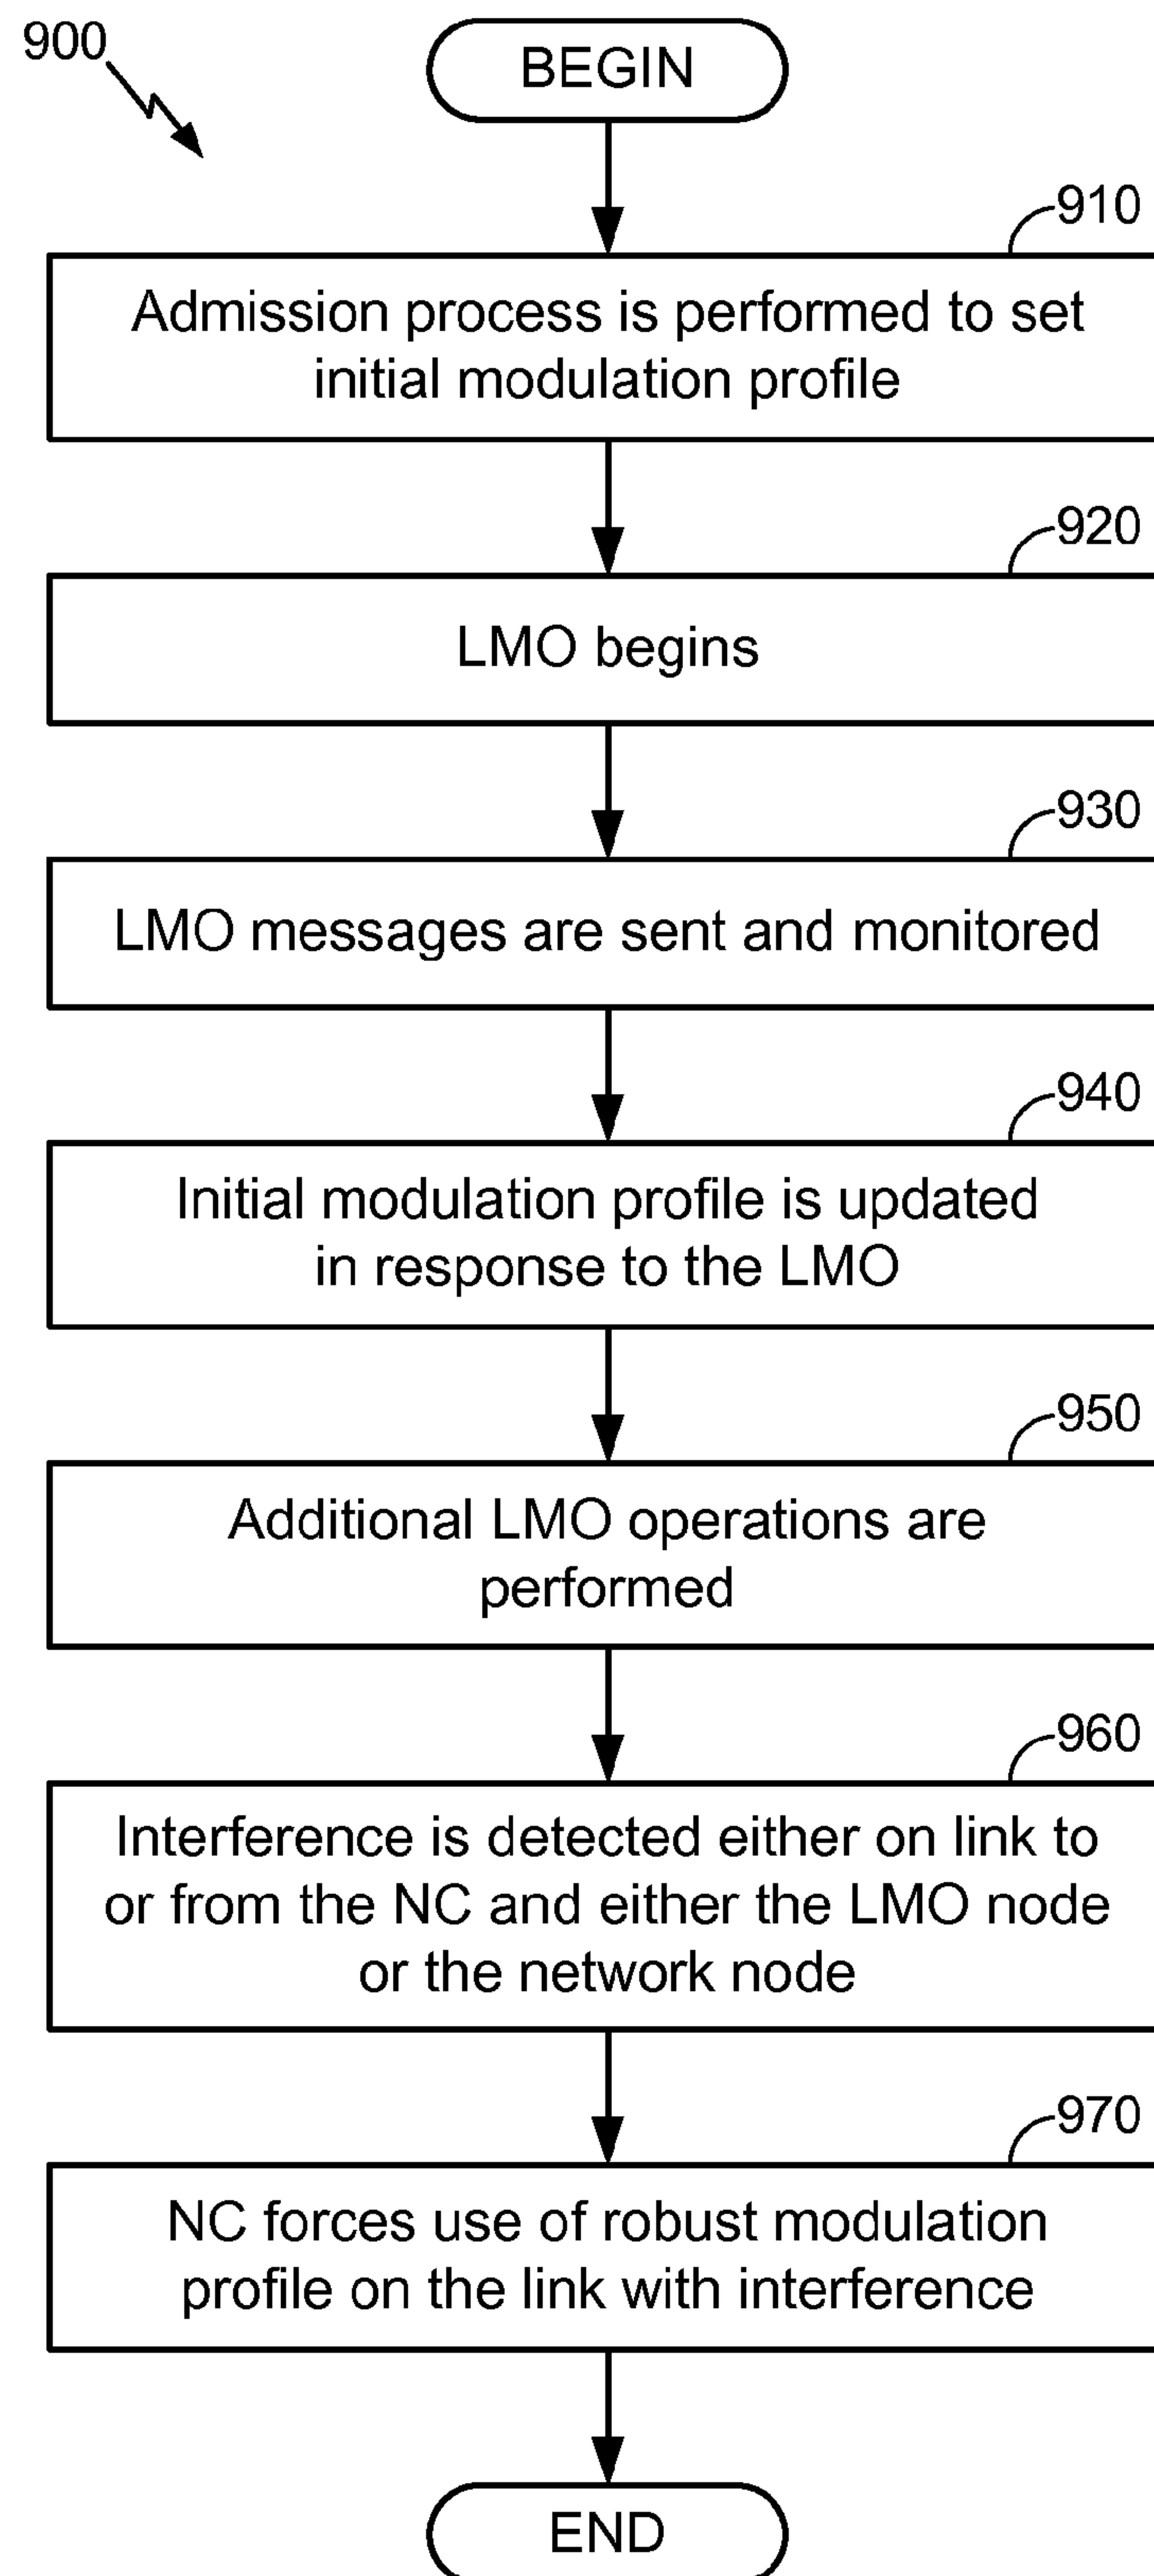 900
BEGIN
910
Admission process is performed to set
initial modulation profile
920
LMO begins
930
LMO messages are sent and monitored
940
Initial modulation profile is updated
in response to the LMO
950
Additional LMO operations are
performed
960
Interference is detected either on link to
or from the NC and either the LMO node
or the network node
970
NC forces use of robust modulation
profile on the link with interference
END